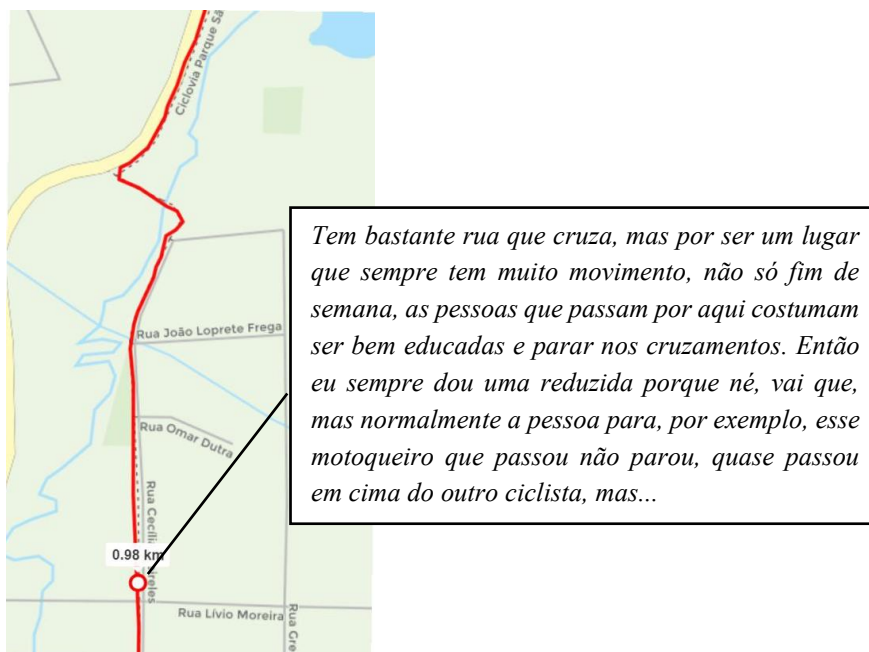 Ciclovia Parque Sã
Tem bastante rua que cruza, mas por ser um lugar
que sempre tem muito movimento, não só fim de
semana, as pessoas que passam por aqui costumam
ser bem educadas e parar nos cruzamentos. Então
eu sempre dou uma reduzida porque né, vai que,
mas normalmente a pessoa para, por exemplo, esse
motoqueiro que passou não parou, quase passou
em cima do outro ciclista, mas...
Rua João Loprete Frega
Rua Omar Dutra
Rua Cecíli ireles
0.98 km
Rua Lívio Moreira
Rua Gre